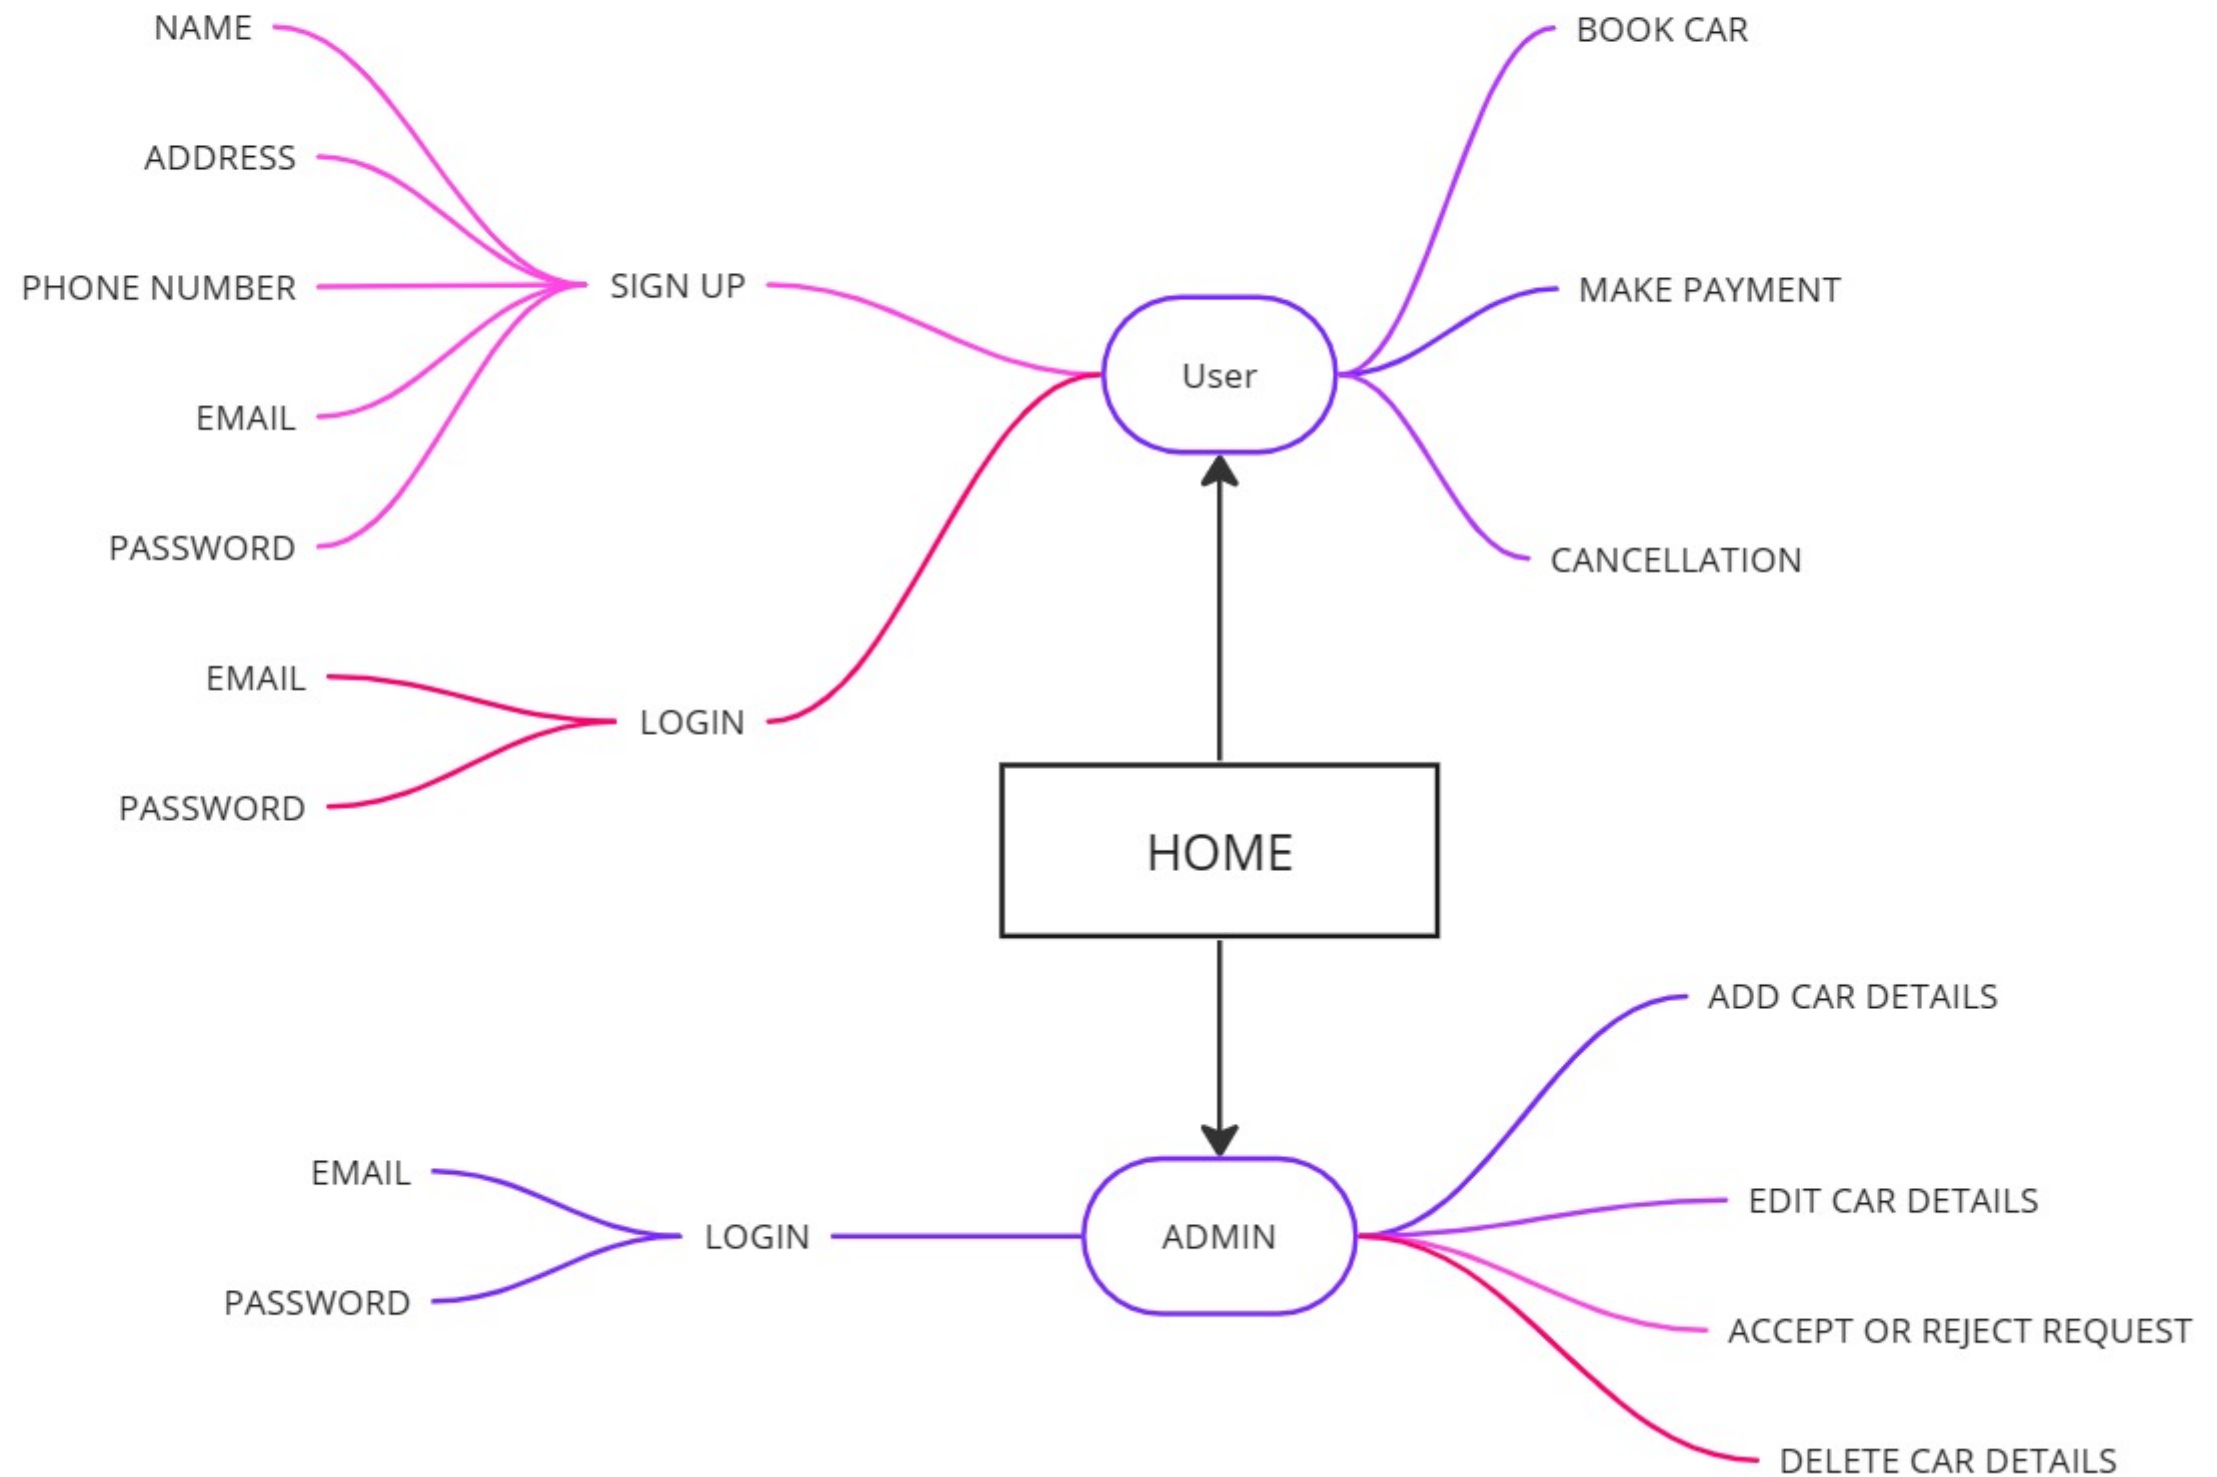 NAME
ADDRESS
PHONE NUMBER
EMAIL
PASSWORD
SIGN UP
EMAIL
PASSWORD
LOGIN
User
BOOK CAR
MAKE PAYMENT
CANCELLATION
HOME
EMAIL
PASSWORD
LOGIN
ADMIN
ADD CAR DETAILS
EDIT CAR DETAILS
ACCEPT OR REJECT REQUEST
DELETE CAR DETAILS